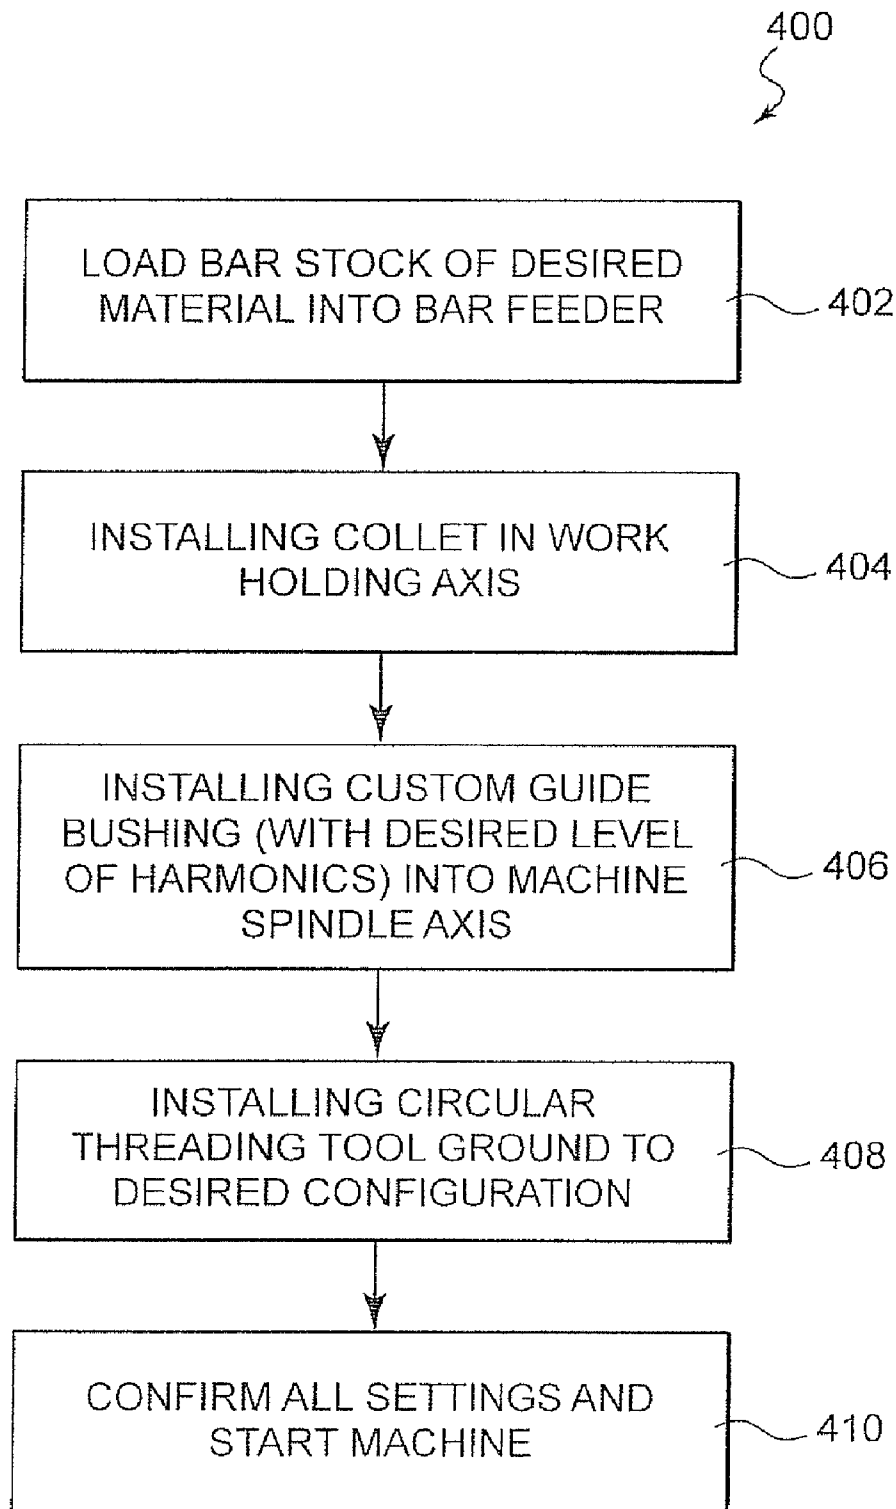 400
LOAD BAR STOCK OF DESIRED
MATERIAL INTO BAR FEEDER
402
INSTALLING COLLET IN WORK
HOLDING AXIS
404
INSTALLING CUSTOM GUIDE
BUSHING (WITH DESIRED LEVEL
OF HARMONICS) INTO MACHINE
SPINDLE AXIS
406
INSTALLING CIRCULAR
THREADING TOOL GROUND TO
DESIRED CONFIGURATION
408
CONFIRM ALL SETTINGS AND
START MACHINE
410